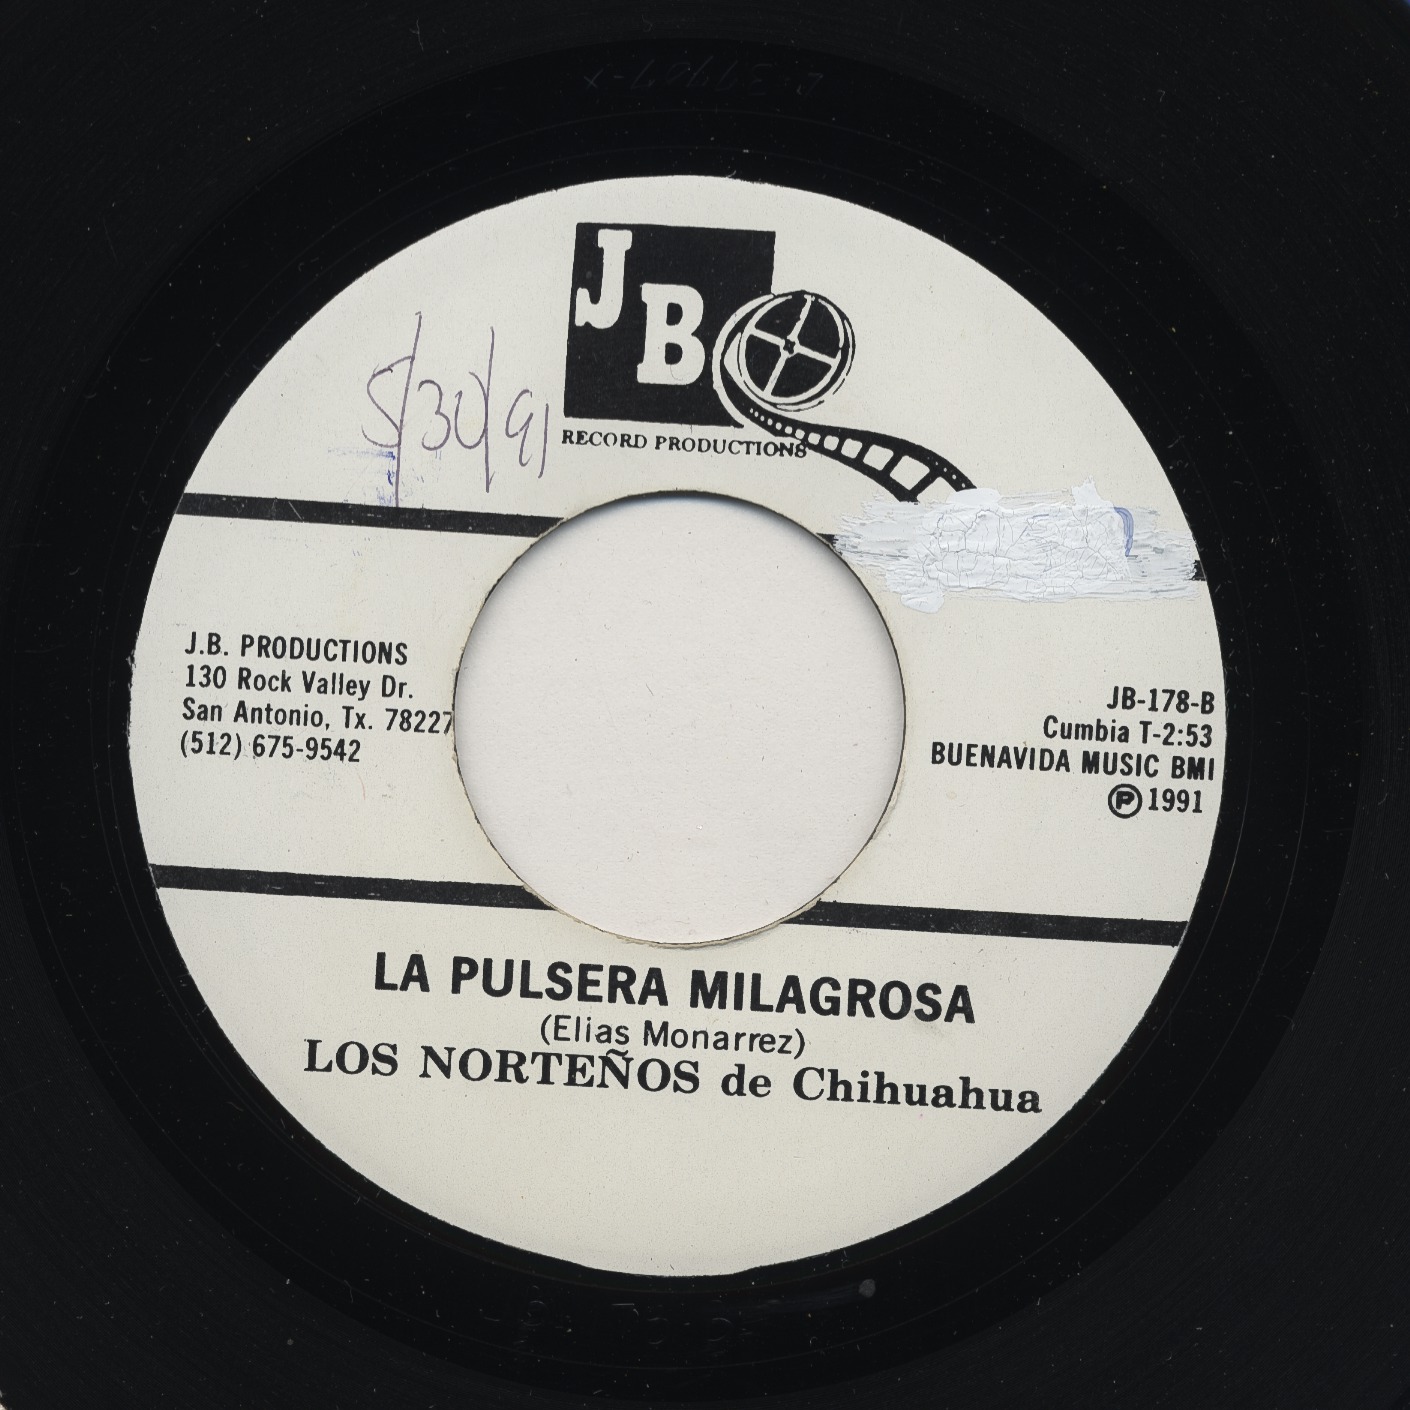 JB
RECORD PRODUCTIONS
5/30/91
J.B. PRODUCTIONS
130 Rock Valley Dr.
San Antonio, Tx. 78227
(512) 675-9542
JB-178-B
Cumbia T-2:53
BUENAVIDA MUSIC BMI
Ⓟ 1991
LA PULSERA MILAGROSA
(Elias Monarrez)
LOS NORTEÑOS de Chihuahua